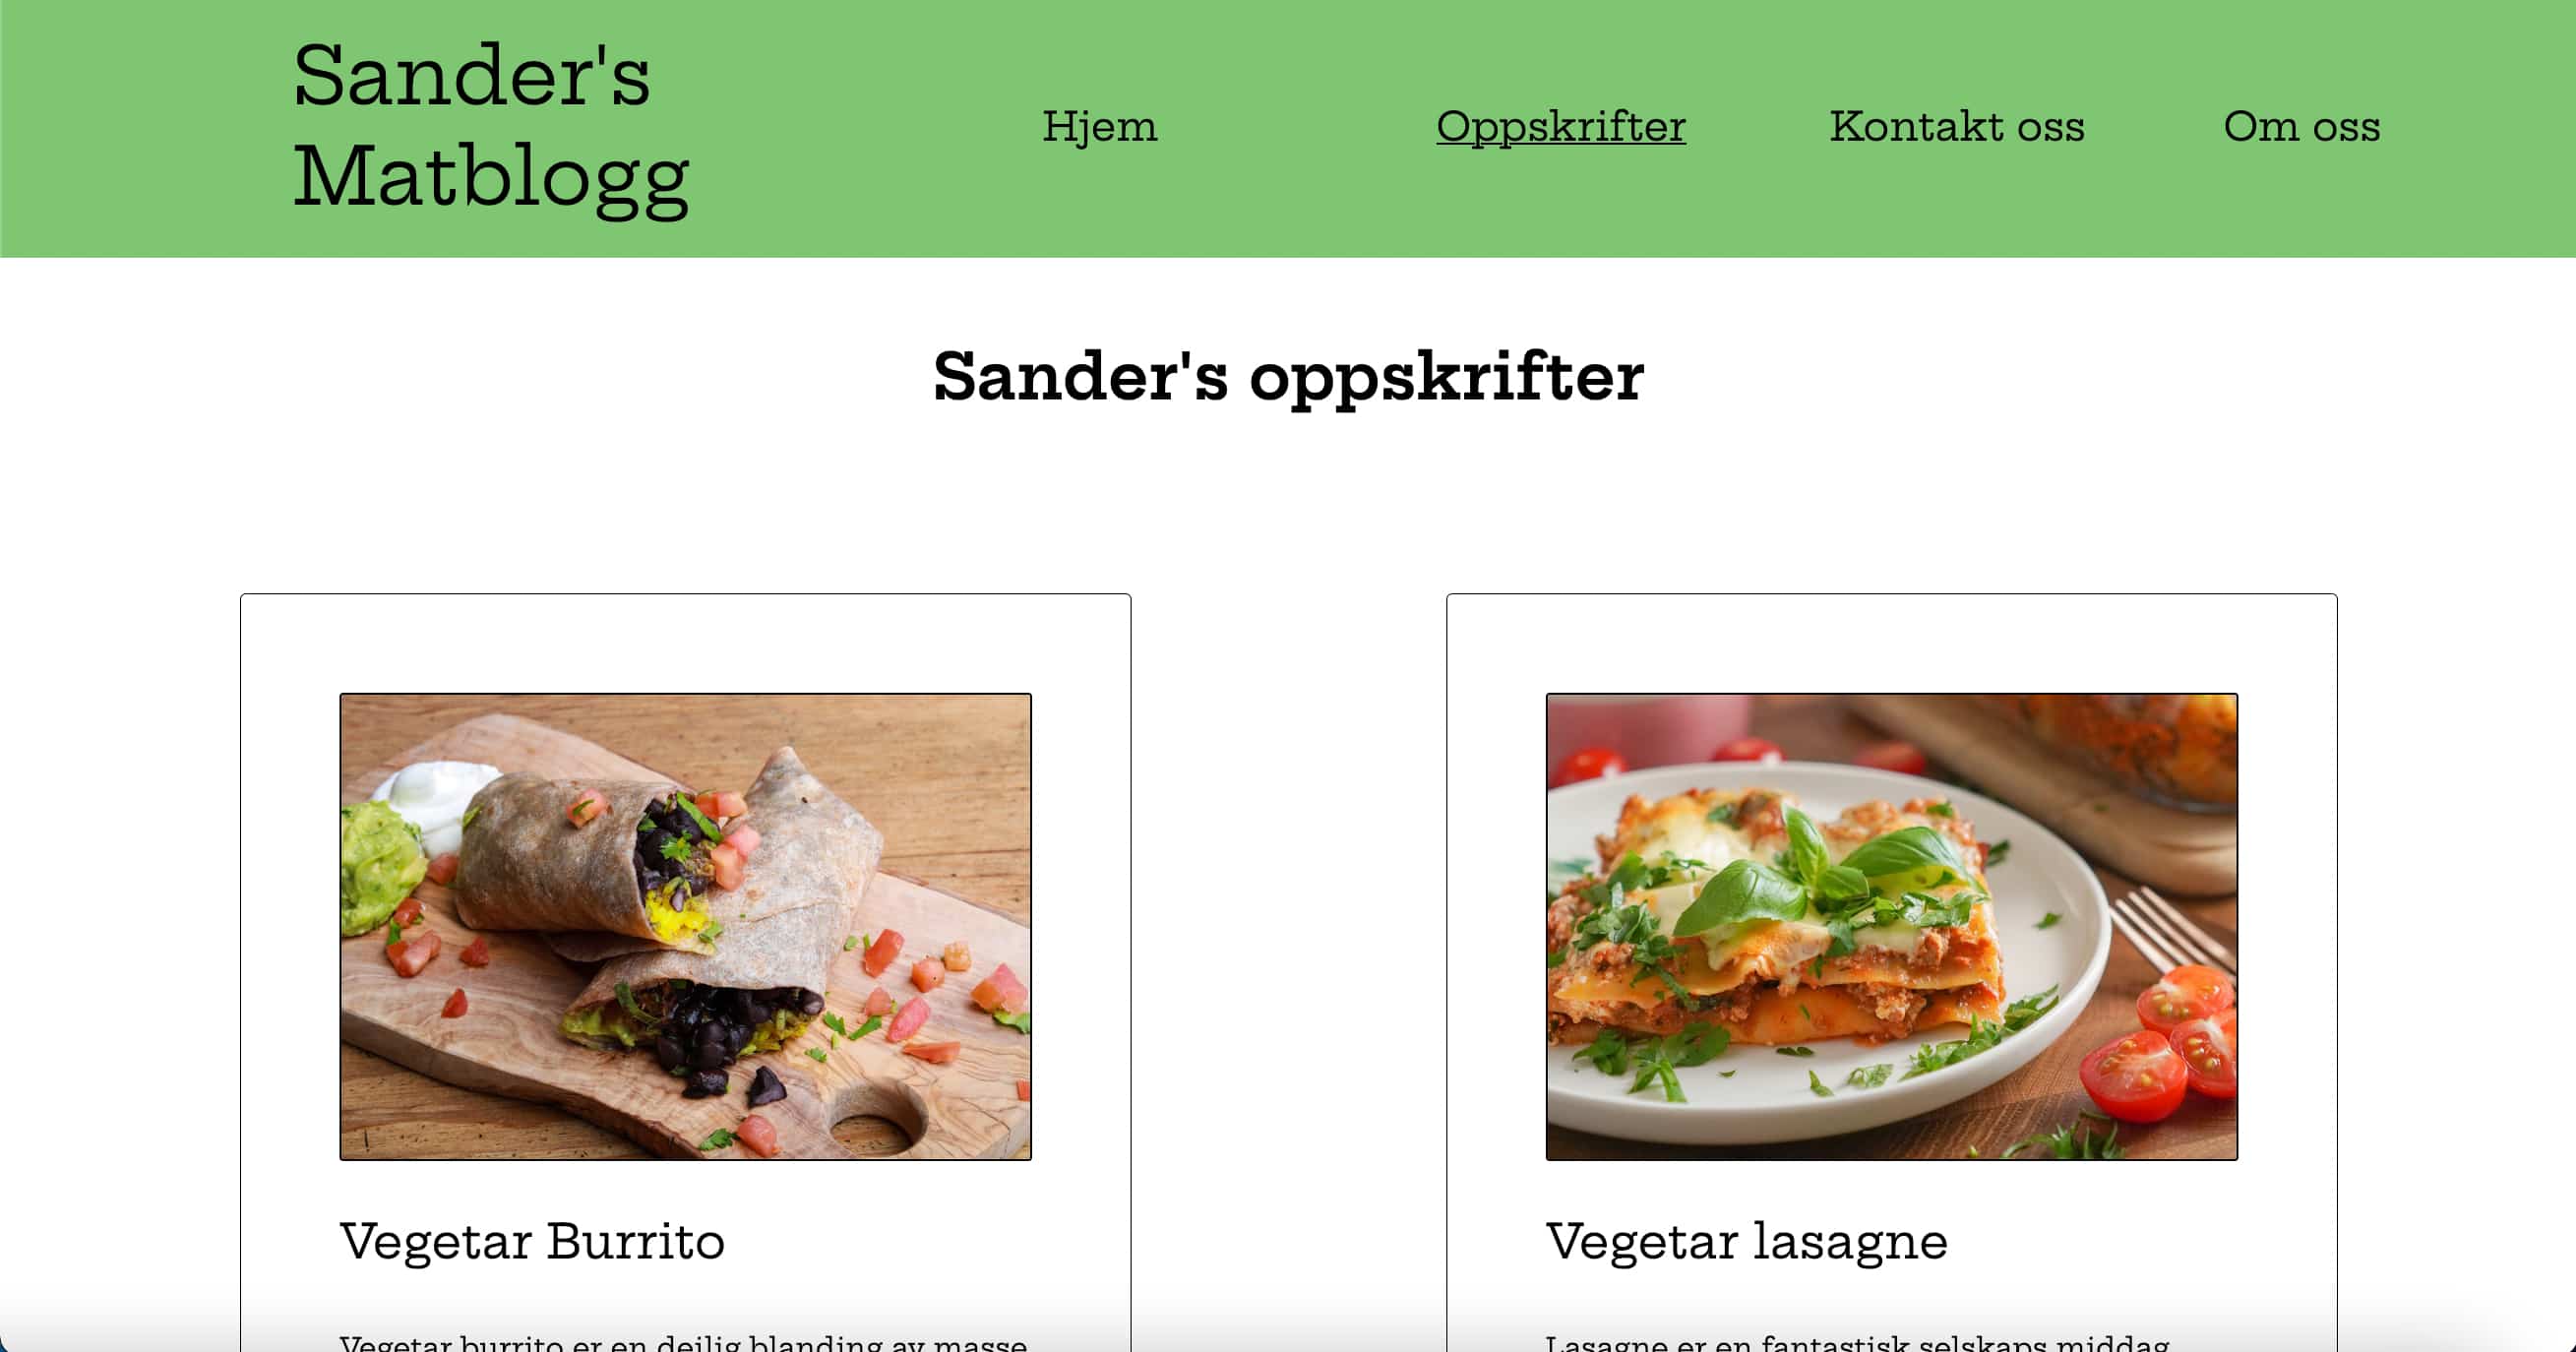 Sander's
Matblogg
Hjem
Oppskrifter
Kontakt oss
Om oss
Sander's oppskrifter
Vegetar Burrito
Vegetar lasagne
Vegetar burrito er en deilig blanding av masse
Lasagne er en fantastisk selskaps middag